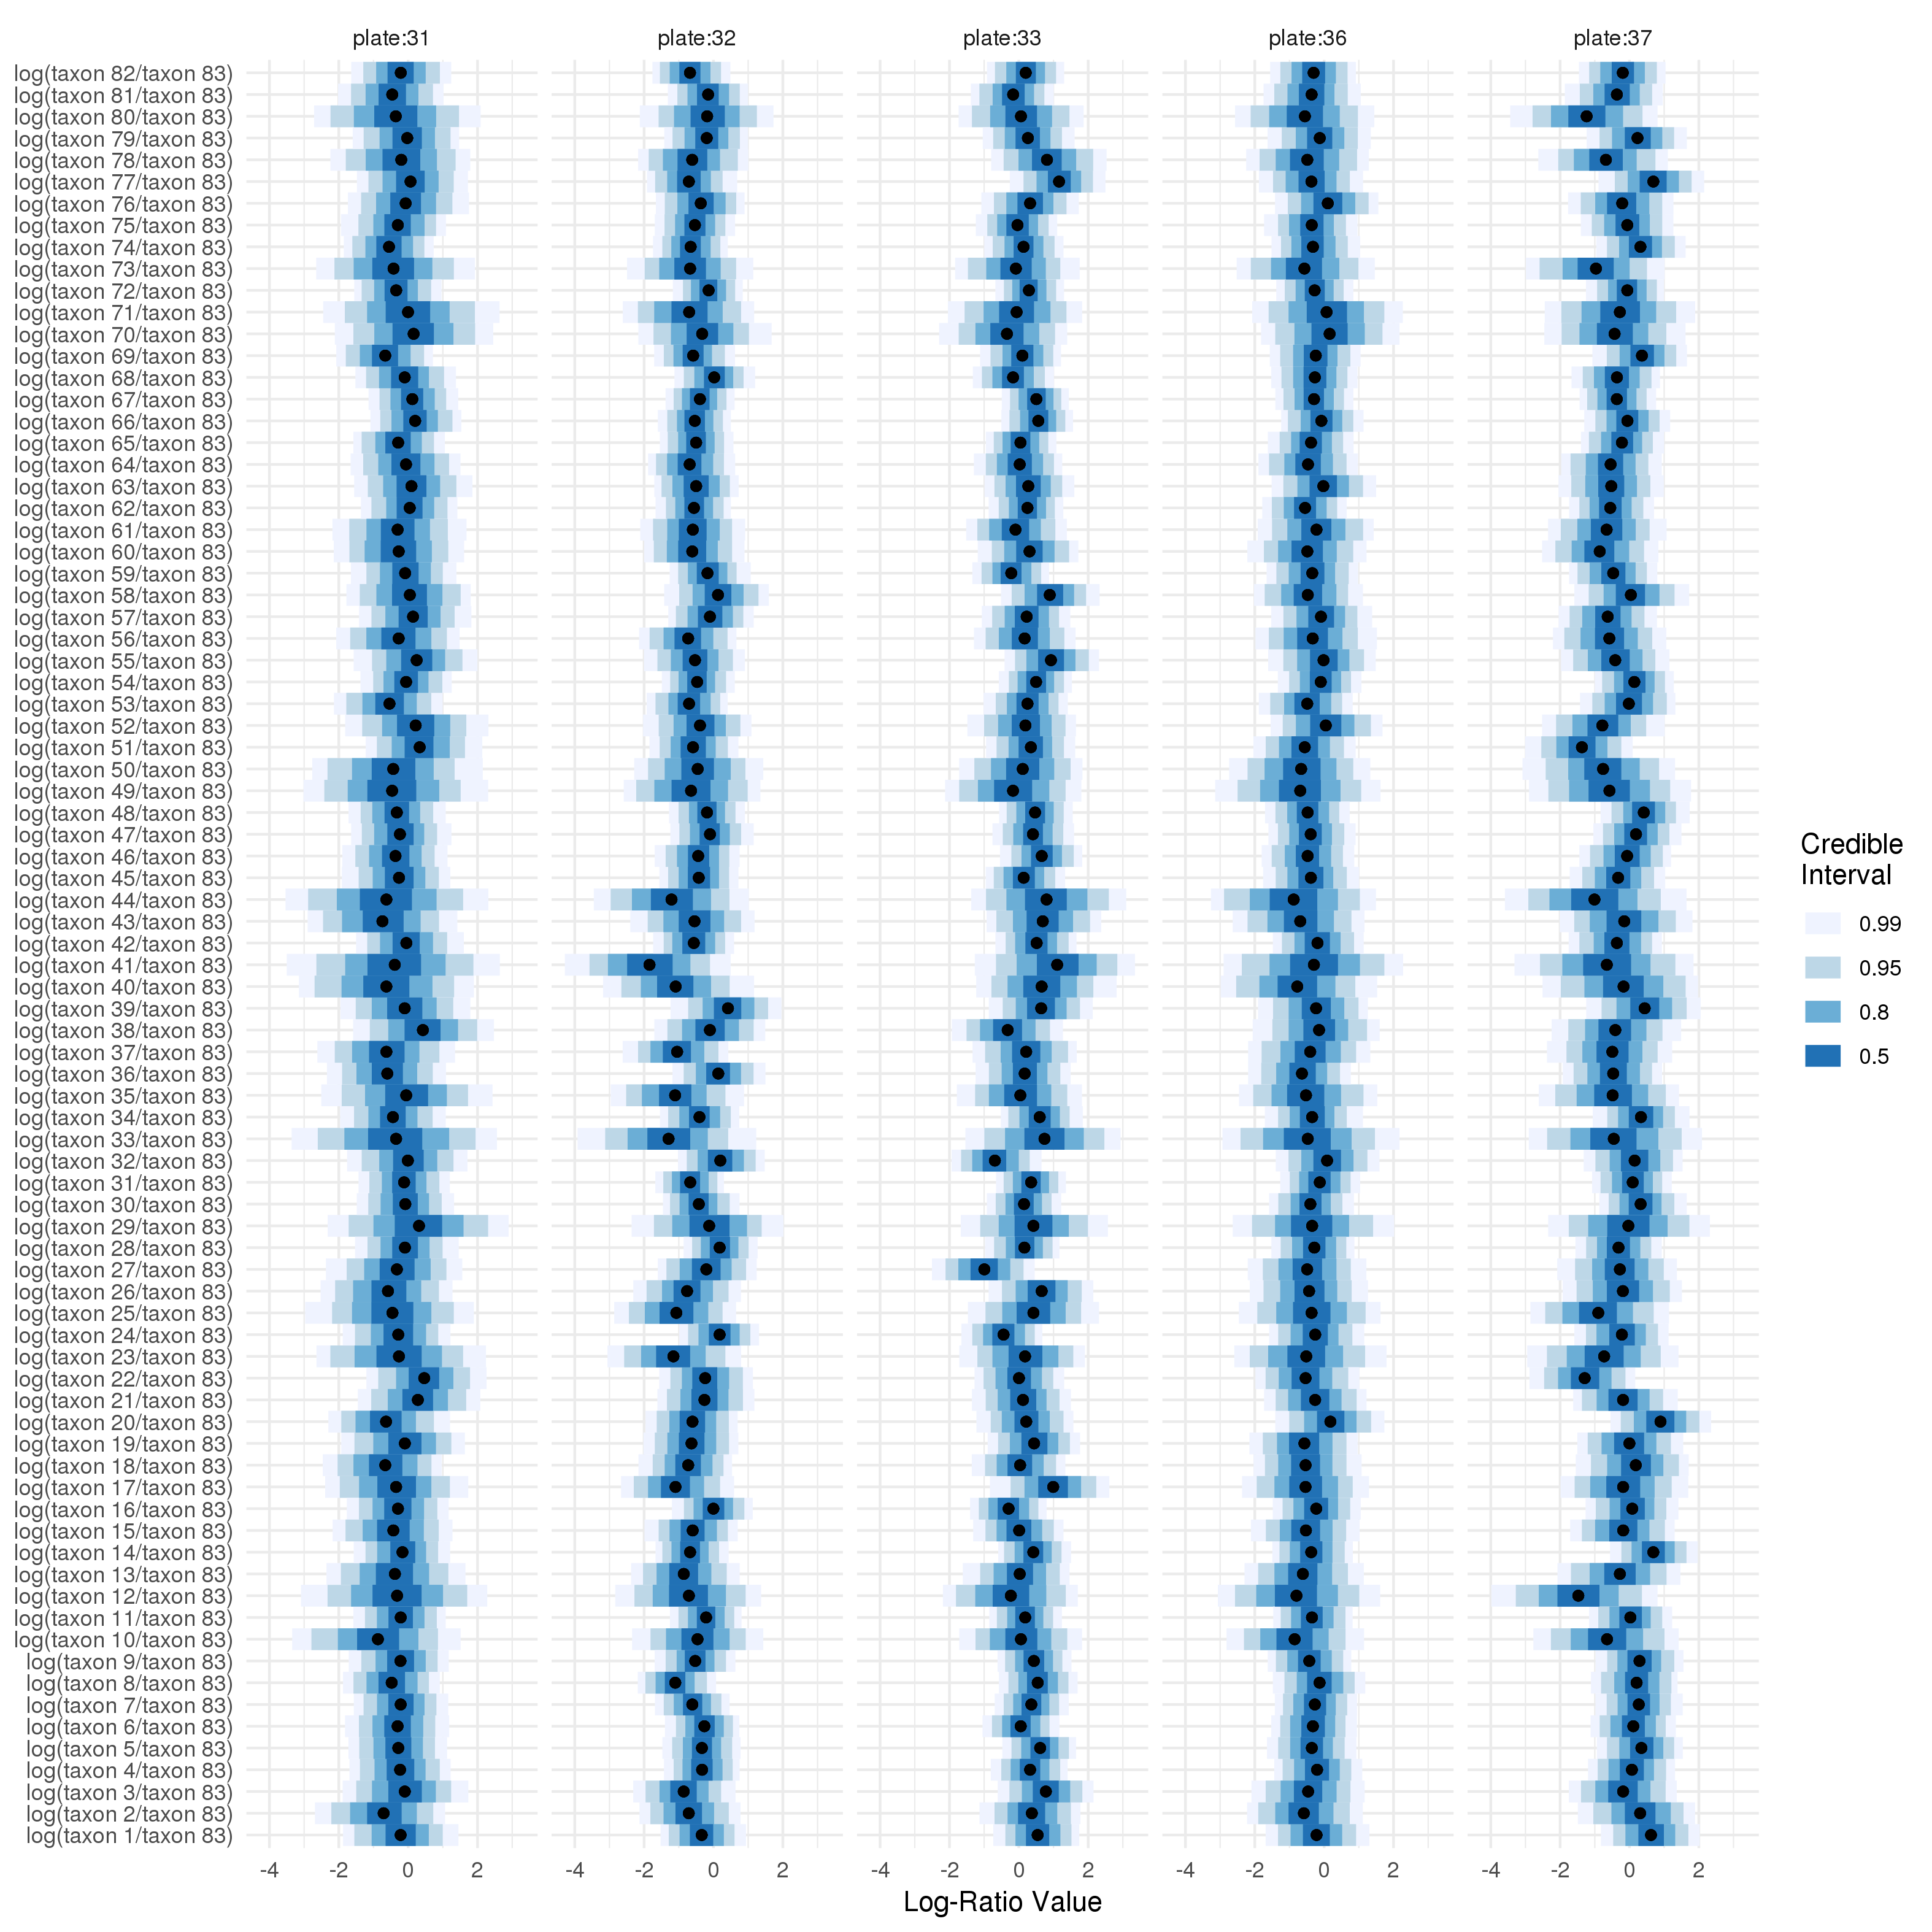 plate:31 plate:32 plate:33 plate:36 plate:37
log(taxon 82/taxon 83)
log(taxon 81/taxon 83)
log(taxon 80/taxon 83)
log(taxon 79/taxon 83)
log(taxon 78/taxon 83)
log(taxon 77/taxon 83)
log(taxon 76/taxon 83)
log(taxon 75/taxon 83)
log(taxon 74/taxon 83)
log(taxon 73/taxon 83)
log(taxon 72/taxon 83)
log(taxon 71/taxon 83)
log(taxon 70/taxon 83)
log(taxon 69/taxon 83)
log(taxon 68/taxon 83)
log(taxon 67/taxon 83)
log(taxon 66/taxon 83)
log(taxon 65/taxon 83)
log(taxon 64/taxon 83)
log(taxon 63/taxon 83)
log(taxon 62/taxon 83)
log(taxon 61/taxon 83)
log(taxon 60/taxon 83)
log(taxon 59/taxon 83)
log(taxon 58/taxon 83)
log(taxon 57/taxon 83)
log(taxon 56/taxon 83)
log(taxon 55/taxon 83)
log(taxon 54/taxon 83)
log(taxon 53/taxon 83)
log(taxon 52/taxon 83)
log(taxon 51/taxon 83)
log(taxon 50/taxon 83)
log(taxon 49/taxon 83)
log(taxon 48/taxon 83)
log(taxon 47/taxon 83)
log(taxon 46/taxon 83)
log(taxon 45/taxon 83)
log(taxon 44/taxon 83)
log(taxon 43/taxon 83)
log(taxon 42/taxon 83)
log(taxon 41/taxon 83)
log(taxon 40/taxon 83)
log(taxon 39/taxon 83)
log(taxon 38/taxon 83)
log(taxon 37/taxon 83)
log(taxon 36/taxon 83)
log(taxon 35/taxon 83)
log(taxon 34/taxon 83)
log(taxon 33/taxon 83)
log(taxon 32/taxon 83)
log(taxon 31/taxon 83)
log(taxon 30/taxon 83)
log(taxon 29/taxon 83)
log(taxon 28/taxon 83)
log(taxon 27/taxon 83)
log(taxon 26/taxon 83)
log(taxon 25/taxon 83)
log(taxon 24/taxon 83)
log(taxon 23/taxon 83)
log(taxon 22/taxon 83)
log(taxon 21/taxon 83)
log(taxon 20/taxon 83)
log(taxon 19/taxon 83)
log(taxon 18/taxon 83)
log(taxon 17/taxon 83)
log(taxon 16/taxon 83)
log(taxon 15/taxon 83)
log(taxon 14/taxon 83)
log(taxon 13/taxon 83)
log(taxon 12/taxon 83)
log(taxon 11/taxon 83)
log(taxon 10/taxon 83)
log(taxon 9/taxon 83)
log(taxon 8/taxon 83)
log(taxon 7/taxon 83)
log(taxon 6/taxon 83)
log(taxon 5/taxon 83)
log(taxon 4/taxon 83)
log(taxon 3/taxon 83)
log(taxon 2/taxon 83)
log(taxon 1/taxon 83)
-4 -2 0 2 -4 -2 0 2 -4 -2 0 2 -4 -2 0 2 -4 -2 0 2
Log-Ratio Value
Credible
Interval
0.99
0.95
0.8
0.5